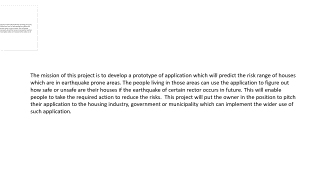 The mission of this project is to develop a prototype of application which will predict the risk range of houses
which are in earthquake prone areas. The people living in those areas can use the application to figure out
how safe or unsafe are their houses if the earthquake of certain rector occurs in future. This will enable
people to take the required action to reduce the risks.  This project will put the owner in the position to pitch
their application to the housing industry, government or municipality which can implement the wider use of
such application.